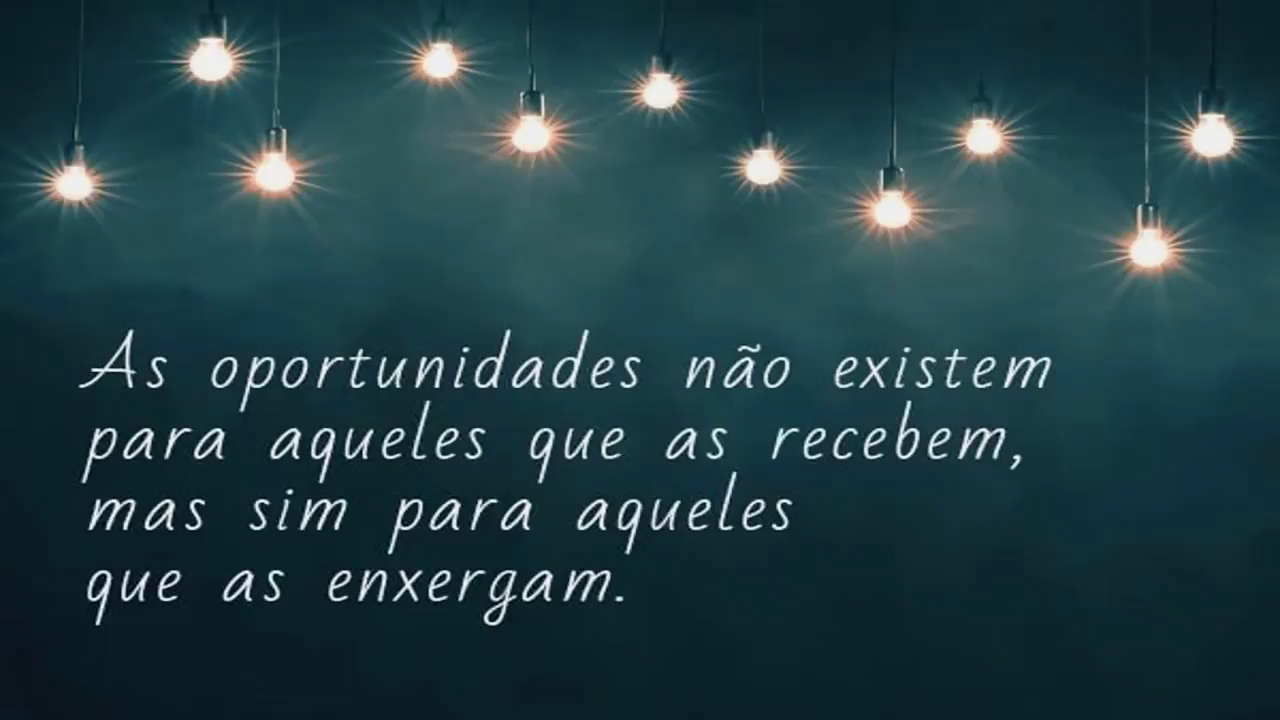 As oportunidades não existem
para aqueles que as recebem,
mas sim para aqueles
que as enxergam.